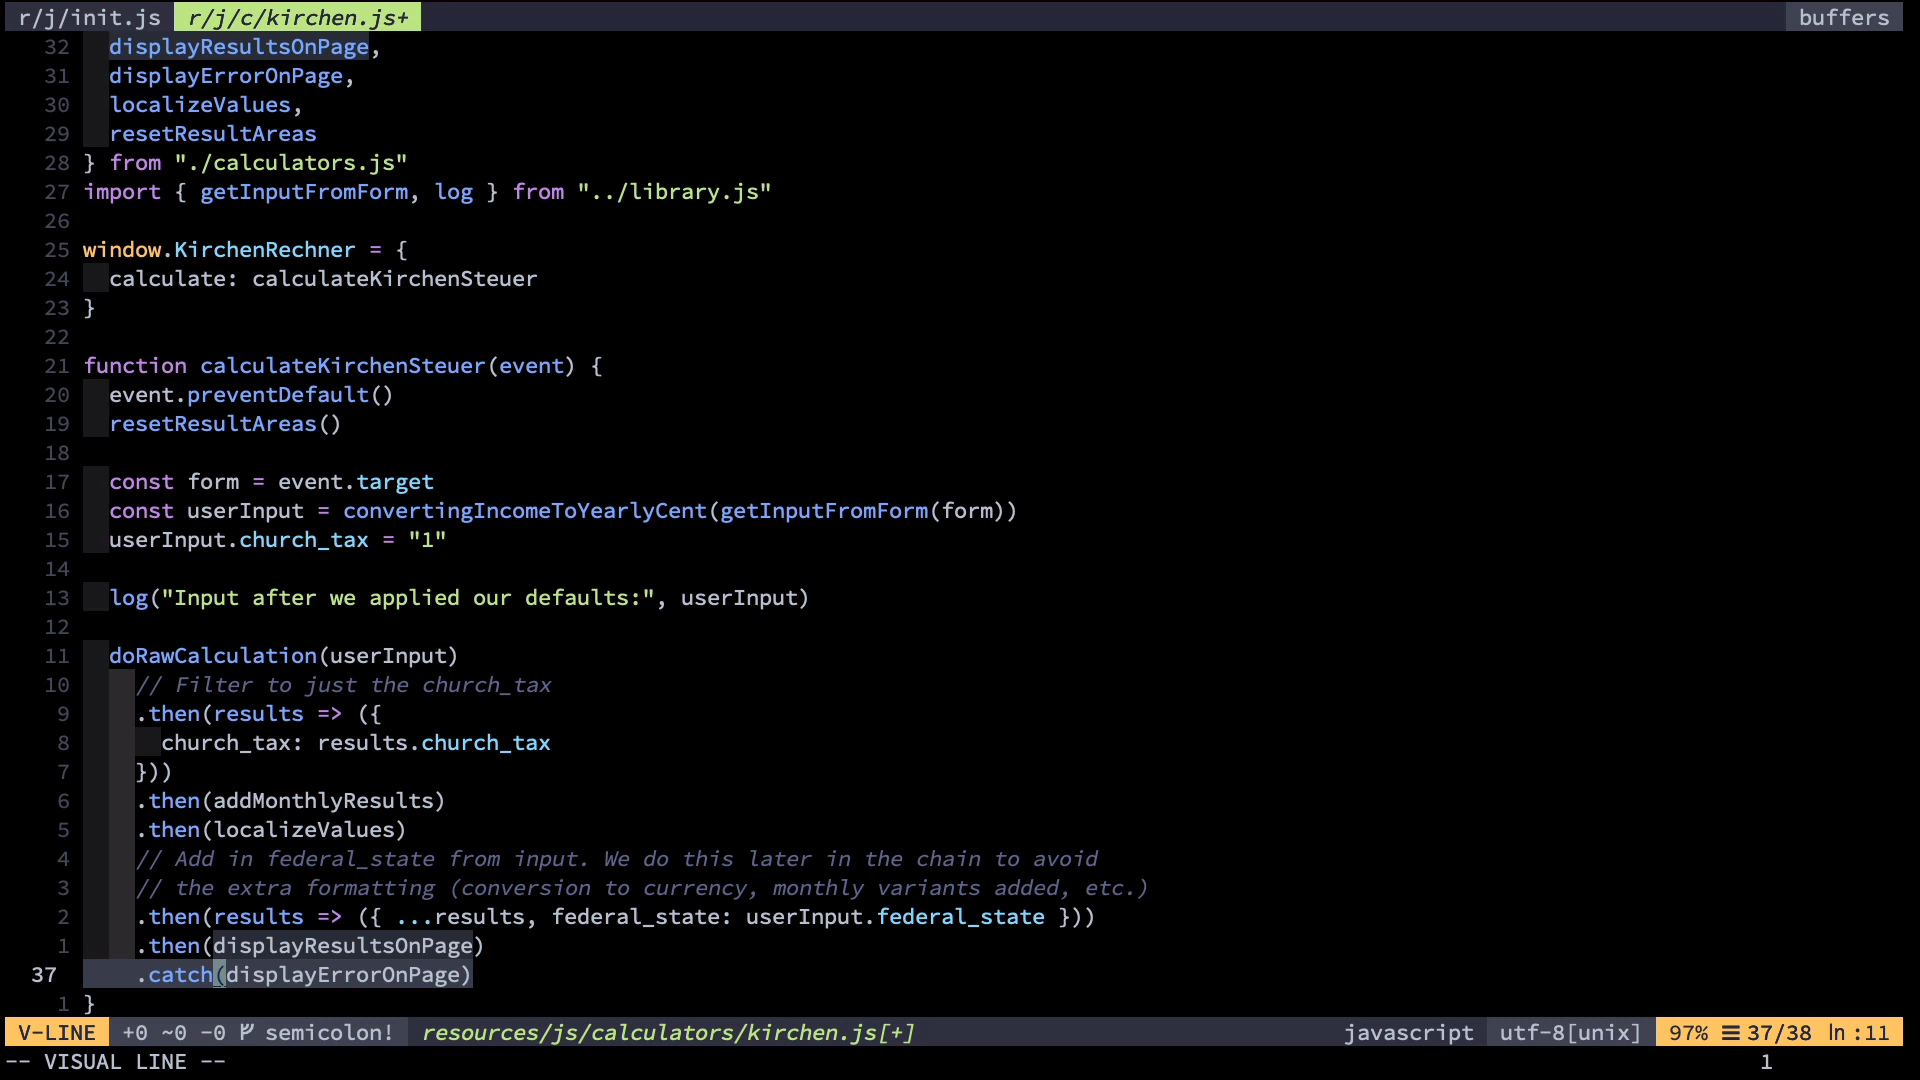 r/j/init.js r/j/c/kirchen.js+ buffers
32 displayResultsOnPage,
31 displayErrorOnPage,
30 localizeValues,
29 resetResultAreas
28 } from "./calculators.js"
27 import { getInputFromForm, log } from "../library.js"
26
25 window.KirchenRechner = {
24 calculate: calculateKirchenSteuer
23 }
22
21 function calculateKirchenSteuer(event) {
20 event.preventDefault()
19 resetResultAreas()
18
17 const form = event.target
16 const userInput = convertingIncomeToYearlyCent(getInputFromForm(form))
15 userInput.church_tax = "1"
14
13 log("Input after we applied our defaults:", userInput)
12
11 doRawCalculation(userInput)
10 // Filter to just the church_tax
9 .then(results => ({
8 church_tax: results.church_tax
7 }))
6 .then(addMonthlyResults)
5 .then(localizeValues)
4 // Add in federal_state from input. We do this later in the chain to avoid
3 // the extra formatting (conversion to currency, monthly variants added, etc.)
2 .then(results => ({ ...results, federal_state: userInput.federal_state }))
1 .then(displayResultsOnPage)
37 .catch(displayErrorOnPage)
1 }
V-LINE +0 ~0 -0 semicolon! resources/js/calculators/kirchen.js[+] javascript utf-8[unix] 97% ☰ 37/38 ln :11
-- VISUAL LINE -- 1